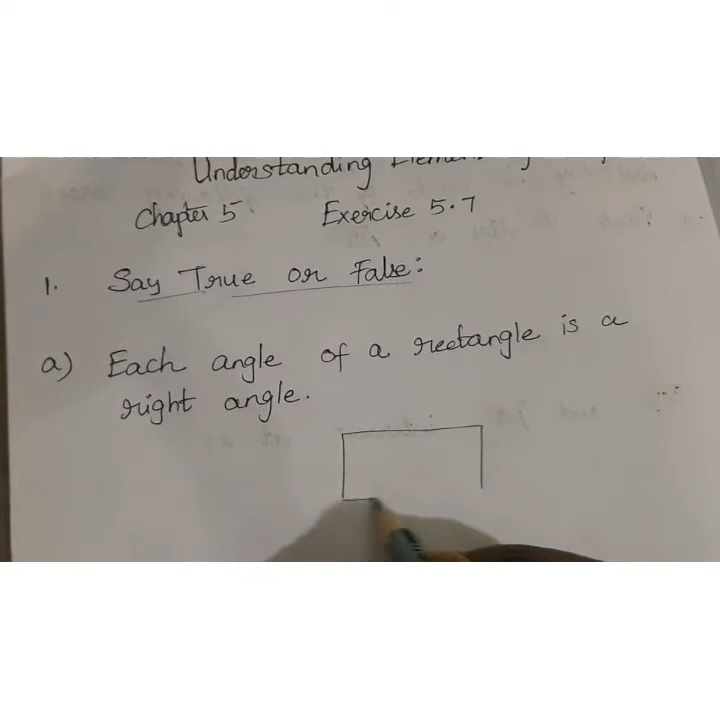 Understanding
Chapter 5 Exercise 5.7
1. Say True or False:
a) Each angle of a rectangle is a
right angle.